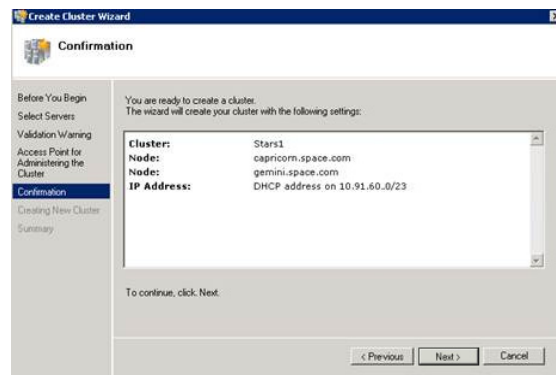 Create Cluster Wizard
Confirmation
Before You Begin
Select Servers
Validation Warning
Access Point for
Administering the
Cluster
Confirmation
Creating New Cluster
Summary
You are ready to create a cluster.
The wizard will create your cluster with the following settings:
Cluster: Stars1
Node: capricorn.space.com
Node: gemini.space.com
IP Address: DHCP address on 10.91.60.0/23
To continue, click Next.
< Previous
Next >
Cancel